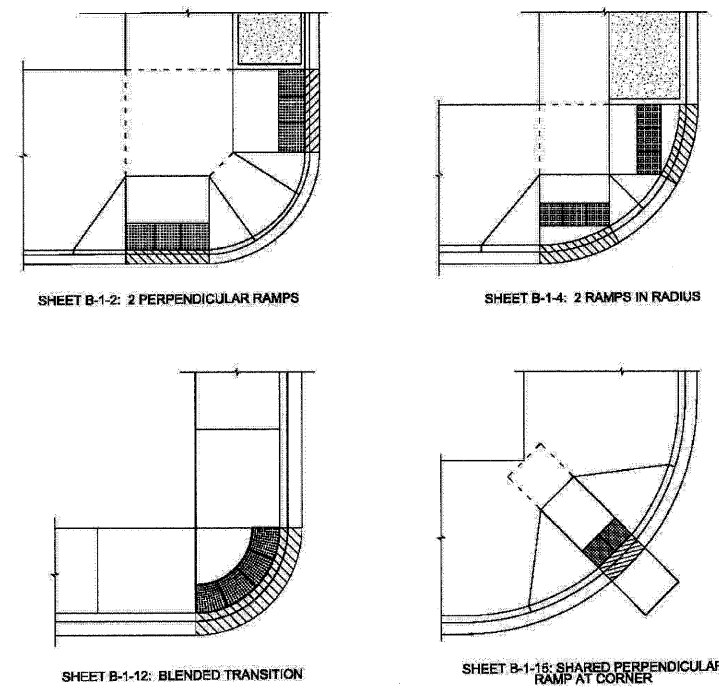 SHEET B-1-2: 2 PERPENDICULAR RAMPS
SHEET B-1-4: 2 RAMPS IN RADIUS
SHEET B-1-12: BLENDED TRANSITION
SHEET B-1-16: SHARED PERPENDICULAR
RAMP AT CORNER